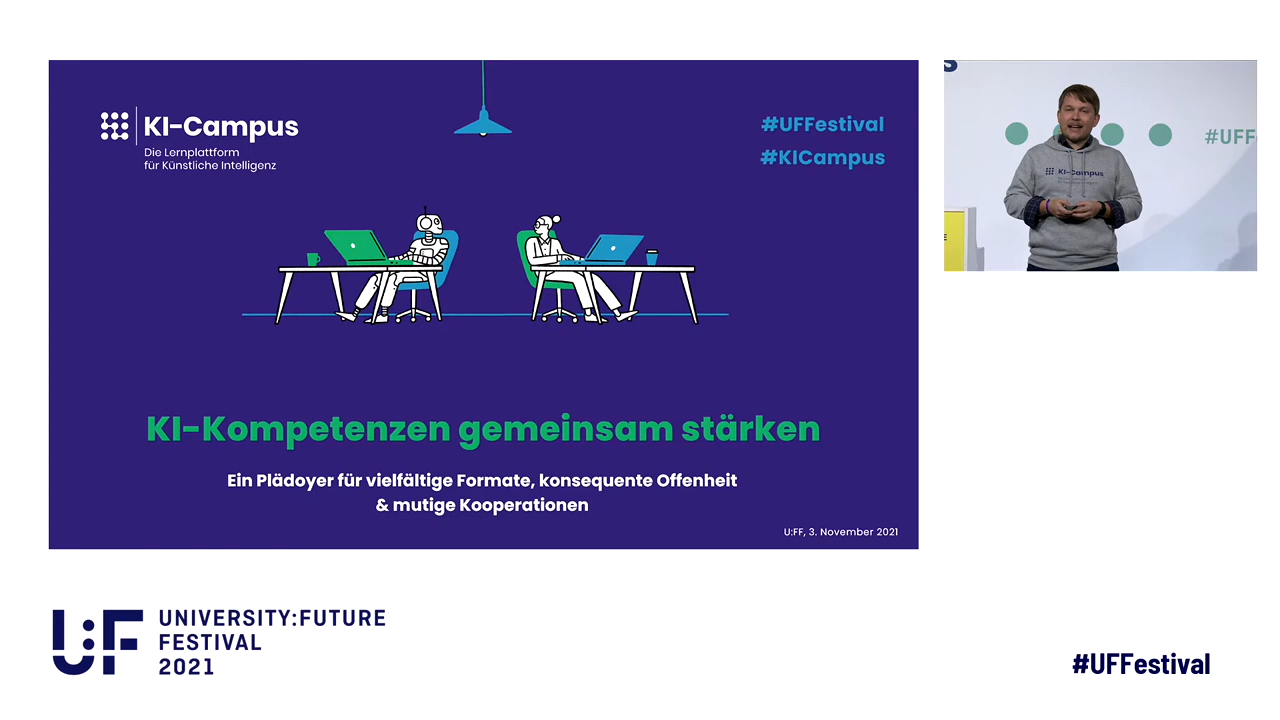 KI-Campus
Die Lernplattform
für Künstliche Intelligenz
#UFFestival
#KICampus
KI-Kompetenzen gemeinsam stärken
Ein Plädoyer für vielfältige Formate, konsequente Offenheit
& mutige Kooperationen
U:FF, 3. November 2021
#UFF
KI-Campus
U:F
UNIVERSITY:FUTURE
FESTIVAL
2021
#UFFestival